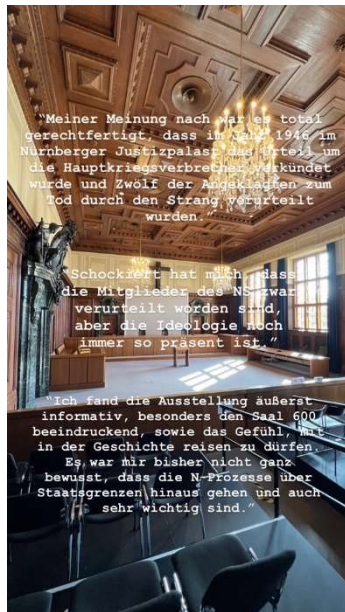 “Meiner Meinung nach war es total
gerechtfertigt, dass im Jahr 1946 im
Nürnberger Justizpalast das Urteil um
die Hauptkriegsverbrecher verkündet
wurde und Zwölf der Angeklagten zum
Tod durch den Strang verurteilt
wurden.”
“Schockiert hat mich, dass
die Mitglieder des NS zwar
verurteilt worden sind,
aber die Ideologie noch
immer so präsent ist.”
“Ich fand die Ausstellung äußerst
informativ, besonders den Saal 600
beeindruckend, sowie das Gefühl, mit
in der Geschichte reisen zu dürfen.
Es war mir bisher nicht ganz
bewusst, dass die N-Prozesse über
Staatsgrenzen hinaus gehen und auch
sehr wichtig sind.”